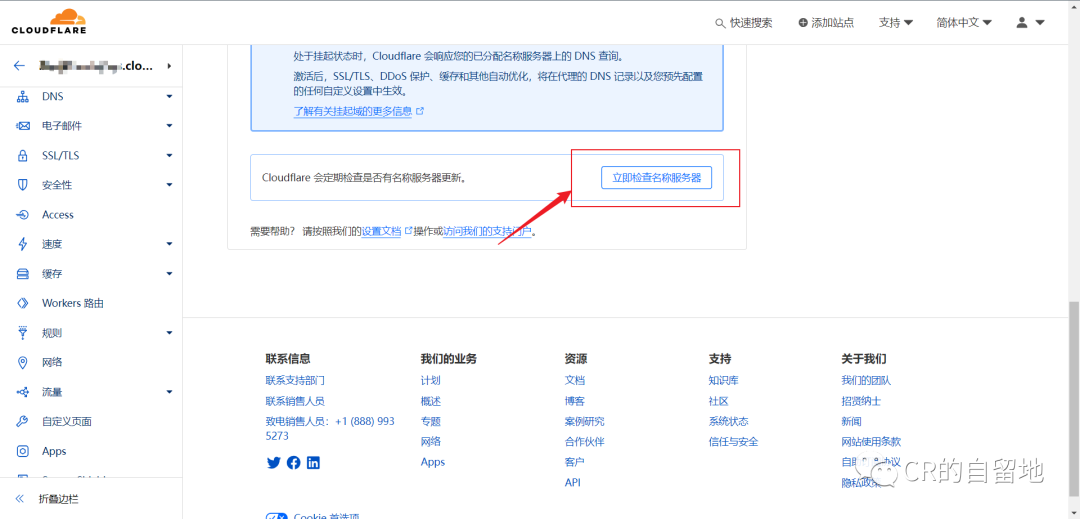 CLOUDFLARE
快速搜索
添加站点
支持
简体中文
.clo...
DNS
电子邮件
SSL/TLS
安全性
Access
速度
缓存
Workers 路由
规则
网络
流量
自定义页面
Apps
折叠边栏
处于挂起状态时，Cloudflare 会响应您的已分配名称服务器上的 DNS 查询。
激活后，SSL/TLS、DDoS 保护、缓存和其他自动优化，将在代理的 DNS 记录以及您预先配置
的任何自定义设置中生效。
了解有关挂起域的更多信息
Cloudflare 会定期检查是否有名称服务器更新。
立即检查名称服务器
需要帮助？ 请按照我们的设置文档 操作或访问我们的支持门户。
联系信息
联系支持部门
联系销售人员
致电销售人员：+1 (888) 993
5273
我们的业务
计划
概述
专题
网络
Apps
资源
文档
博客
案例研究
合作伙伴
客户
API
支持
知识库
社区
系统状态
信任与安全
关于我们
我们的团队
招贤纳士
新闻
网站使用条款
自助 协议
隐私政策
Cookie 首选项
CR的自留地